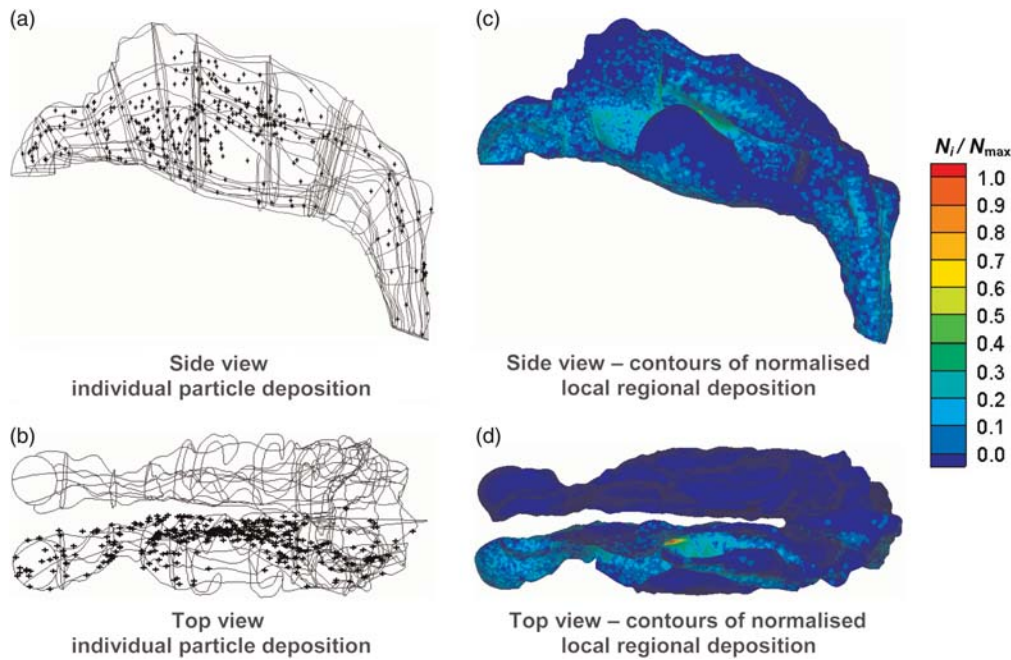 (a)
(c)
Side view
individual particle deposition
Side view – contours of normalised
local regional deposition
N_i / N_max
1.0
0.9
0.8
0.7
0.6
0.5
0.4
0.3
0.2
0.1
0.0
(b)
(d)
Top view
individual particle deposition
Top view – contours of normalised
local regional deposition